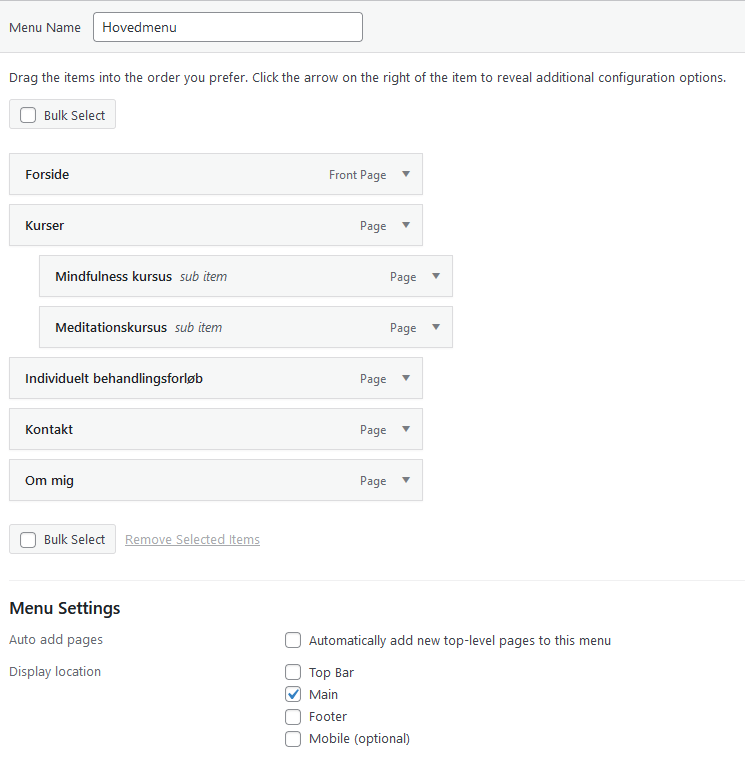 Menu Name Hovedmenu
Drag the items into the order you prefer. Click the arrow on the right of the item to reveal additional configuration options.
Bulk Select
Forside Front Page
Kurser Page
Mindfulness kursus sub item Page
Meditationskursus sub item Page
Individuelt behandlingsforløb Page
Kontakt Page
Om mig Page
Bulk Select Remove Selected Items
Menu Settings
Auto add pages Automatically add new top-level pages to this menu
Display location Top Bar
Main
Footer
Mobile (optional)